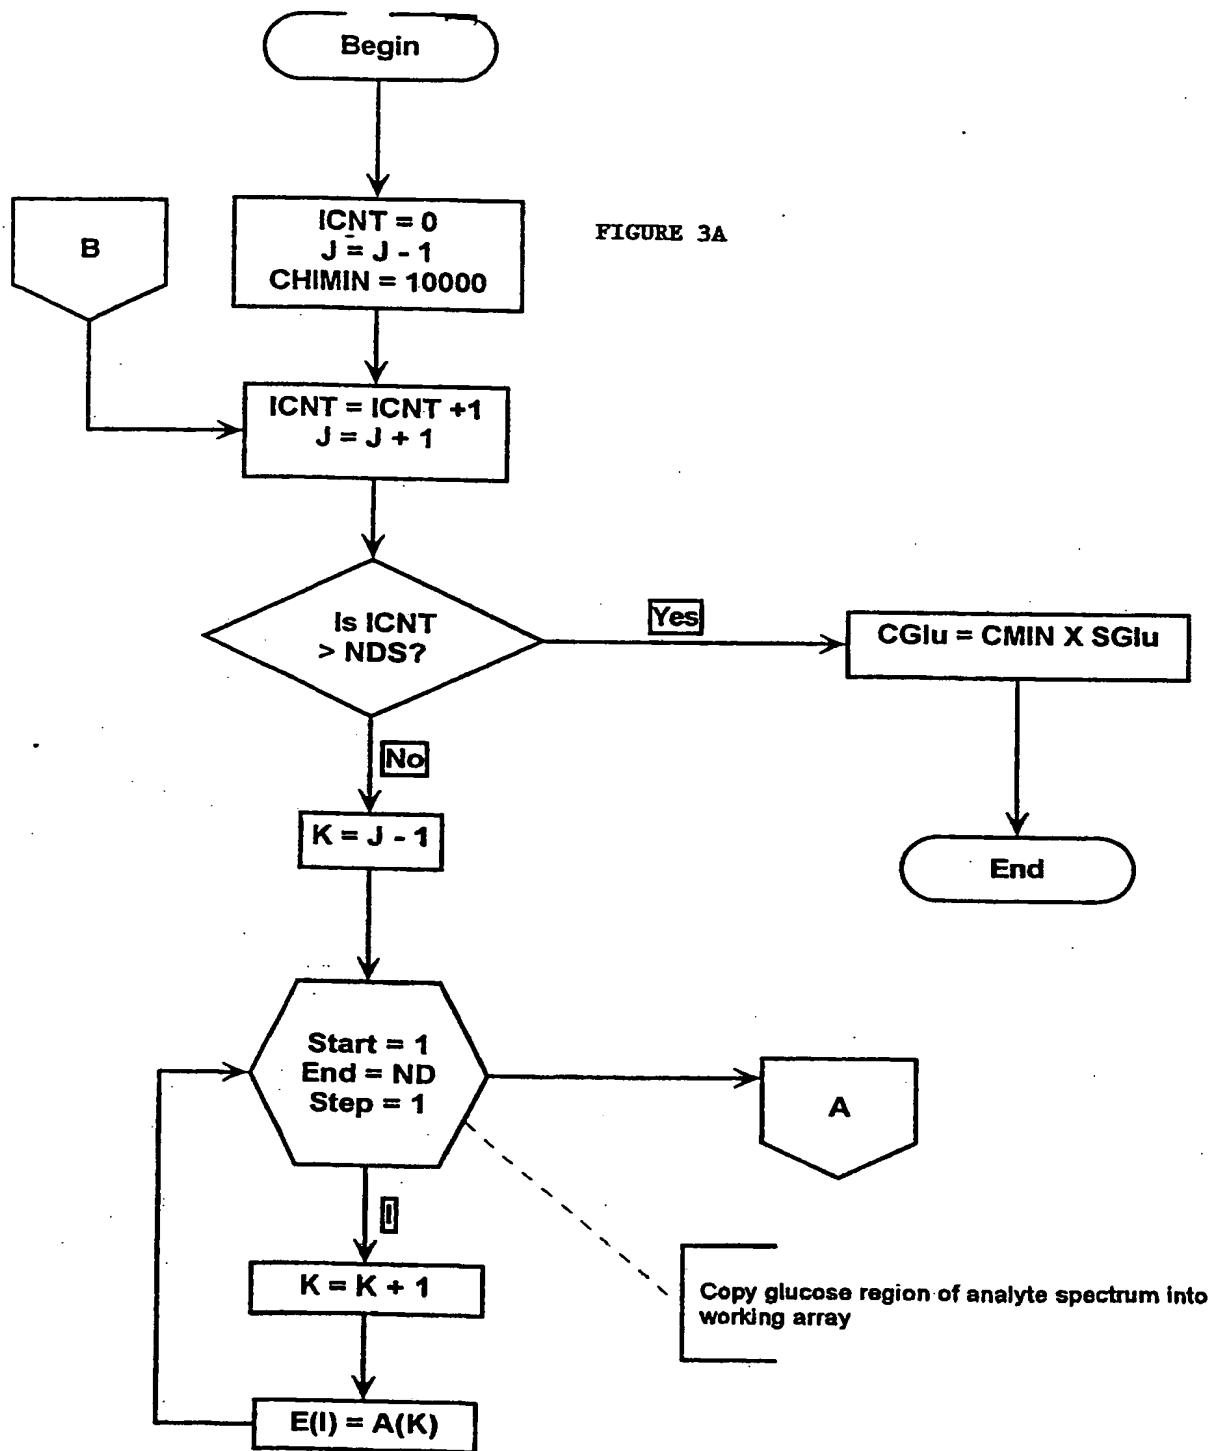 Begin
ICNT = 0
J = J - 1
CHIMIN = 10000
FIGURE 3A
B
ICNT = ICNT +1
J = J + 1
Is ICNT
> NDS?
Yes
CGlu = CMIN X SGlu
No
K = J - 1
End
Start = 1
End = ND
Step = 1
A
I
K = K + 1
Copy glucose region of analyte spectrum into
working array
E(I) = A(K)